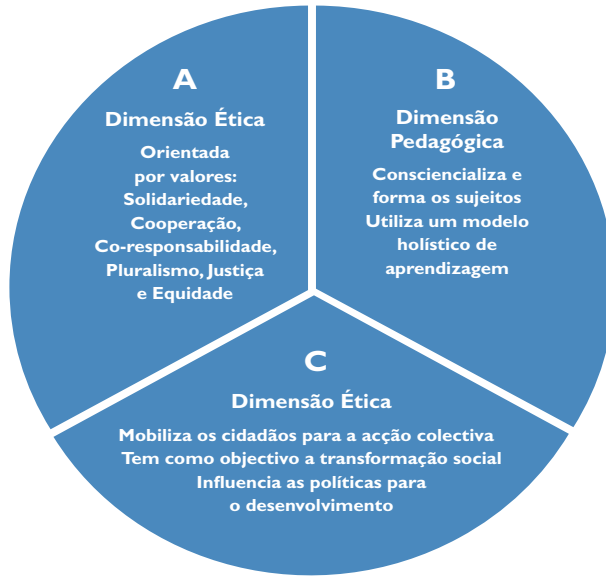 A
Dimensão Ética
Orientada
por valores:
Solidariedade,
Cooperação,
Co-responsabilidade,
Pluralismo, Justiça
e Equidade
B
Dimensão
Pedagógica
Consciencializa e
forma os sujeitos
Utiliza um modelo
holístico de
aprendizagem
C
Dimensão Ética
Mobiliza os cidadãos para a acção colectiva
Tem como objectivo a transformação social
Influencia as políticas para
o desenvolvimento